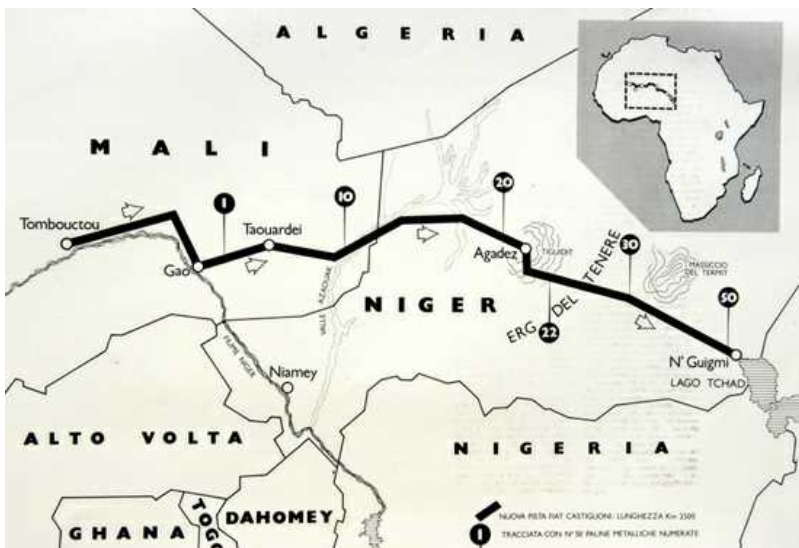 ALGERIA
MALI
20
1
10
Tombouctou
Taouardei
Agadez
TIGUIDIT
30
Gao
VALLE AZAOUAK
MASSICCIO
DEL TERMIT
NIGER
ERG DEL TENERE
22
50
N'Guigmi
LAGO TCHAD
FIUME NIGER
Niamey
ALTO VOLTA
NIGERIA
GHANA
TOGO
DAHOMEY
NUOVA PISTA FIAT CASTIGLIONI: LUNGHEZZA Km 2500
1
TRACCIATA CON N° 50 PALINE METALLICHE NUMERATE